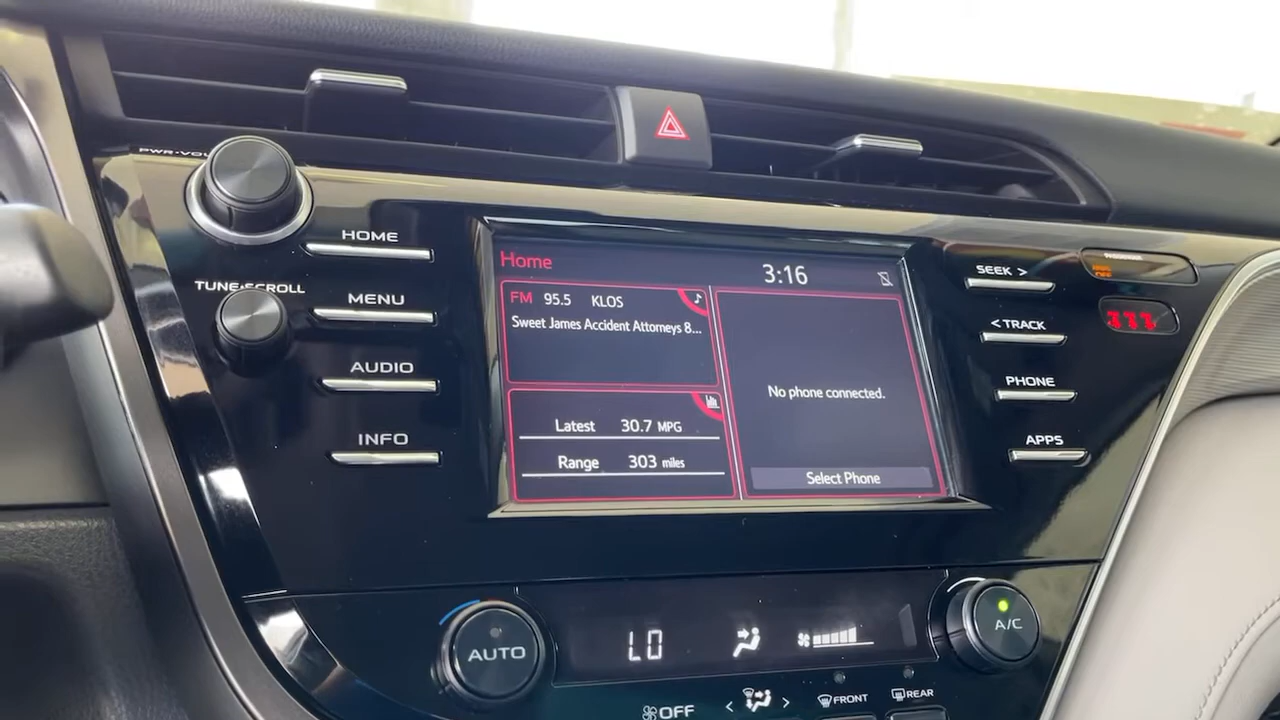 PWR•VOL
HOME
TUNE•SCROLL
MENU
AUDIO
INFO
Home
3:16
FM 95.5 KLOS
Sweet James Accident Attorneys 8...
Latest 30.7 MPG
Range 303 miles
No phone connected.
Select Phone
SEEK >
< TRACK
PHONE
APPS
PASSENGER
AUTO
LO
A/C
OFF
< >
FRONT
REAR